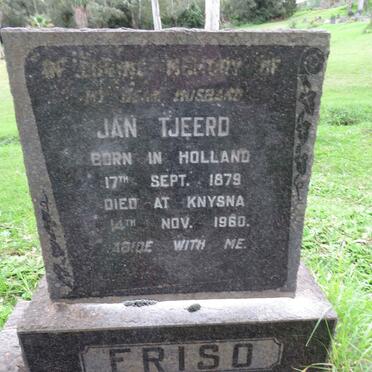 IN LOVING MEMORY OF
MY DEAR HUSBAND
JAN TJEERD
BORN IN HOLLAND
17TH SEPT. 1879
DIED AT KNYSNA
14TH NOV. 1960.
ABIDE WITH ME.
FRISO